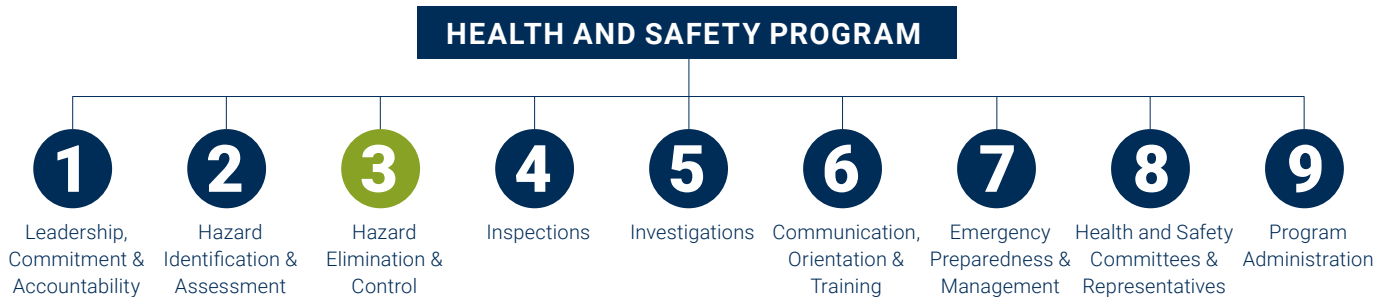 HEALTH AND SAFETY PROGRAM
1
Leadership,
Commitment &
Accountability
2
Hazard
Identification &
Assessment
3
Hazard
Elimination &
Control
4
Inspections
5
Investigations
6
Communication,
Orientation &
Training
7
Emergency
Preparedness &
Management
8
Health and Safety
Committees &
Representatives
9
Program
Administration